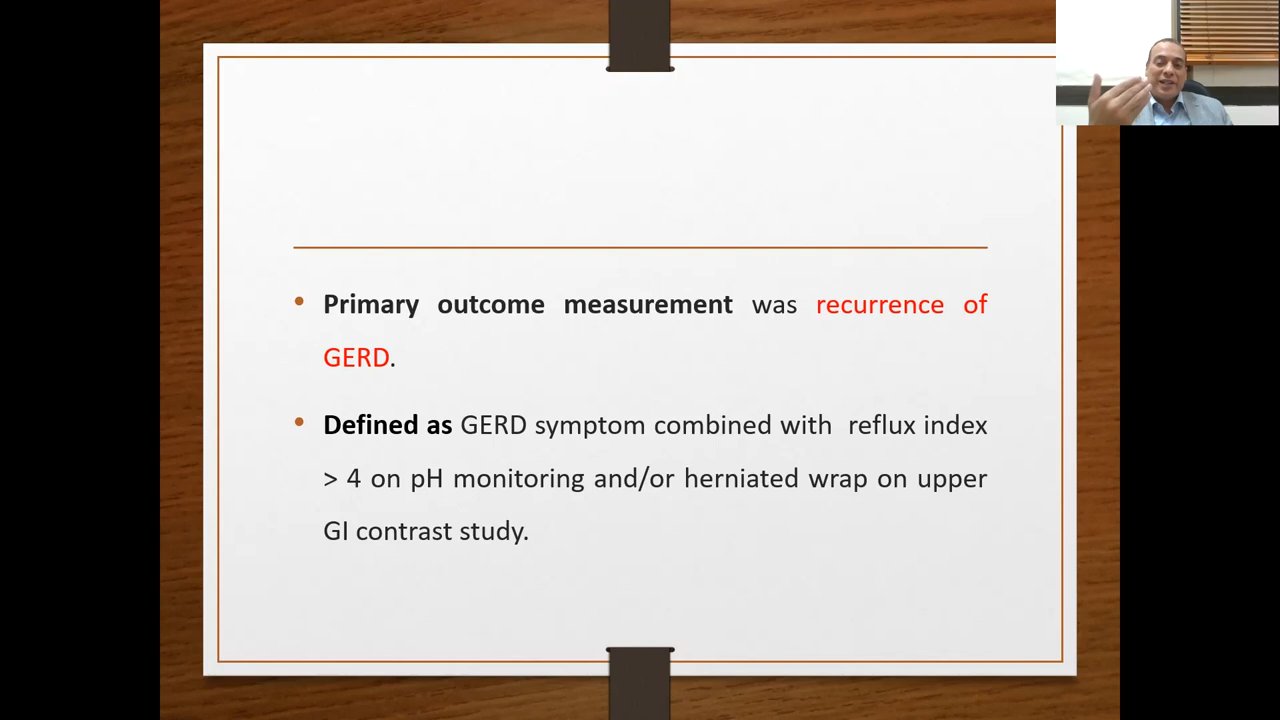 • Primary outcome measurement was recurrence of
GERD.
• Defined as GERD symptom combined with reflux index
> 4 on pH monitoring and/or herniated wrap on upper
GI contrast study.